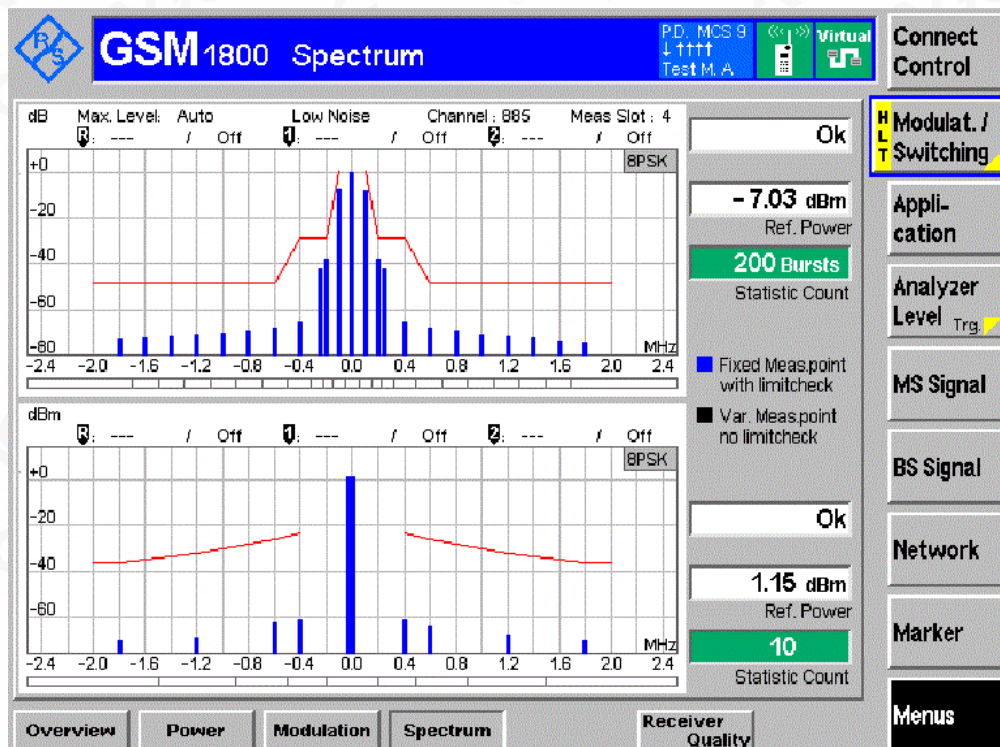 R/S
GSM 1800 Spectrum
P.D. MCS 9
↓ ↑↑↑↑
Test M. A.
Virtual
Connect Control
dB Max. Level: Auto Low Noise Channel : 885 Meas Slot : 4
R: --- / Off 1: --- / Off 2: --- / Off
8PSK
+0
-20
-40
-60
-80
MHz
-2.4 -2.0 -1.6 -1.2 -0.8 -0.4 0.0 0.4 0.8 1.2 1.6 2.0 2.4
Ok
-7.03 dBm
Ref. Power
200 Bursts
Statistic Count
Fixed Meas.point
with limitcheck
Var. Meas.point
no limitcheck
dBm
R: --- / Off 1: --- / Off 2: --- / Off
8PSK
+0
-20
-40
-60
MHz
-2.4 -2.0 -1.6 -1.2 -0.8 -0.4 0.0 0.4 0.8 1.2 1.6 2.0 2.4
Ok
1.15 dBm
Ref. Power
10
Statistic Count
HLT
Modulat. /
Switching
Appli-
cation
Analyzer
Level Trg.
MS Signal
BS Signal
Network
Marker
Menus
Overview Power Modulation Spectrum Receiver
Quality